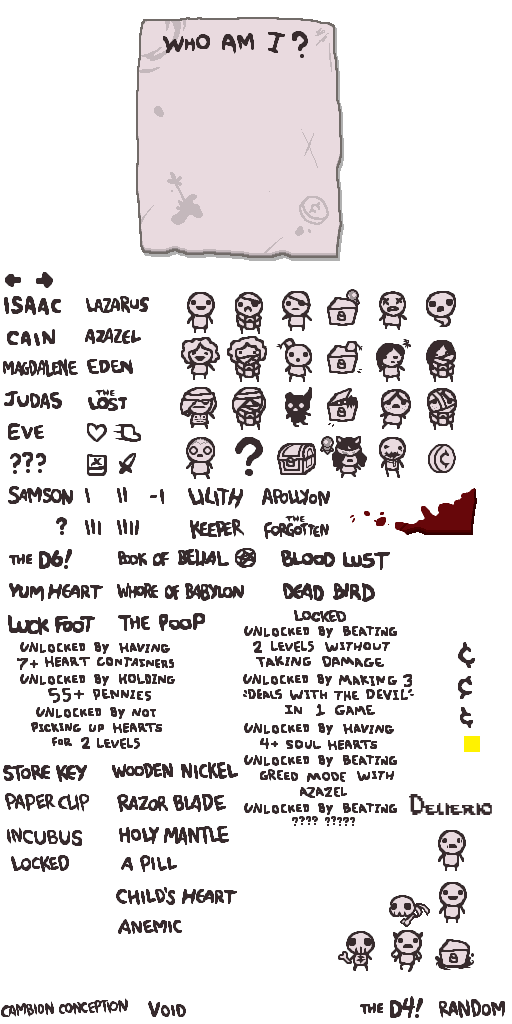 WHO AM I?
ISAAC LAZARUS
CAIN AZAZEL
MAGDALENE EDEN
JUDAS THE LOST
EVE
???
?
¢
SAMSON I II -1 LILITH APOLLYON
? III IIII KEEPER THE FORGOTTEN
THE D6! BOOK OF BELIAL BLOOD LUST
YUM HEART WHORE OF BABYLON DEAD BIRD
LUCK FOOT THE POOP
LOCKED
UNLOCKED BY BEATING
2 LEVELS WITHOUT
TAKING DAMAGE
UNLOCKED BY MAKING 3
"DEALS WITH THE DEVIL"
IN 1 GAME
UNLOCKED BY HAVING
4+ SOUL HEARTS
UNLOCKED BY BEATING
GREED MODE WITH
AZAZEL
UNLOCKED BY BEATING
???? ?????
UNLOCKED BY HAVING
7+ HEART CONTAINERS
UNLOCKED BY HOLDING
55+ PENNIES
UNLOCKED BY NOT
PICKING UP HEARTS
FOR 2 LEVELS
¢
¢
¢
STORE KEY WOODEN NICKEL
PAPER CLIP RAZOR BLADE
INCUBUS HOLY MANTLE
LOCKED A PILL
CHILD'S HEART
ANEMIC
DELIERIO
CAMBION CONCEPTION VOID THE D4! RANDOM